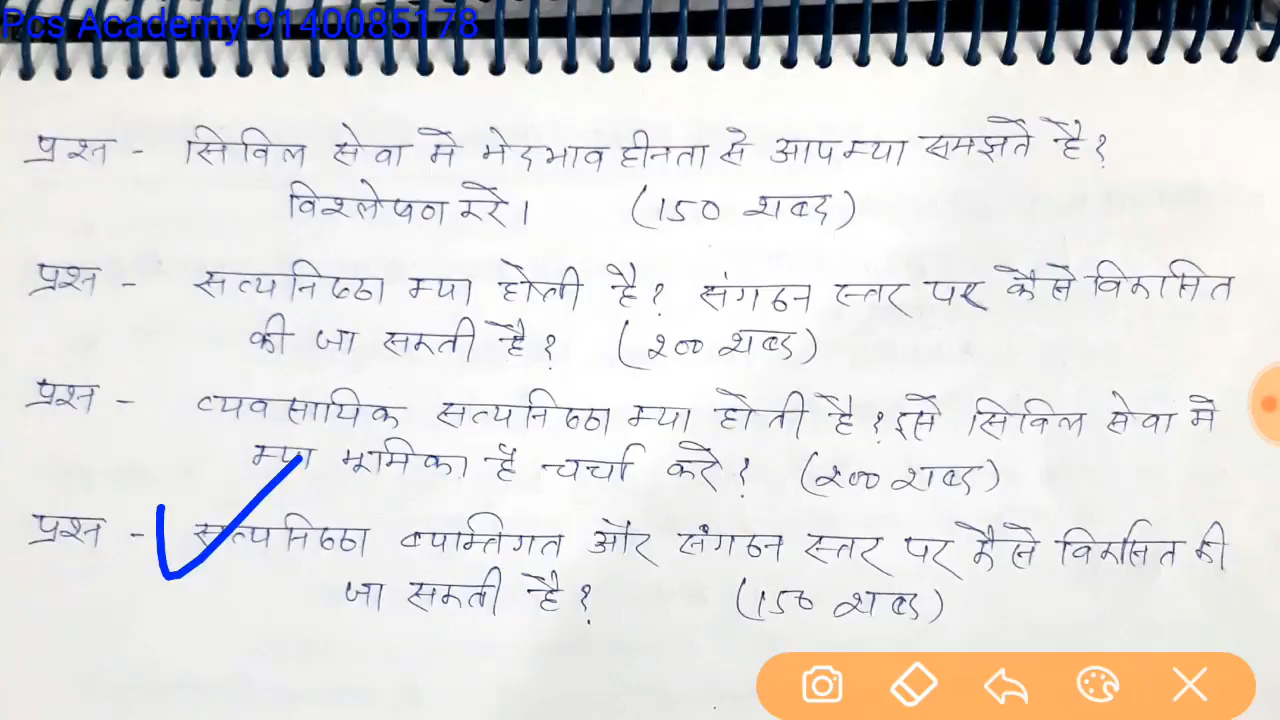 Pcs Academy 9140085178
प्रश्न - सिविल सेवा मे भेदभाव हीनता से आप क्या समझते है?
विश्लेषण करे। (150 शब्द)
प्रश्न - सत्यनिष्ठा क्या होती है? संगठन स्तर पर कैसे विकसित
की जा सकती है? (200 शब्द)
प्रश्न - व्यवसायिक सत्यनिष्ठा क्या होती है? इसे सिविल सेवा मे
क्या भूमिका है चर्चा करे? (200 शब्द)
प्रश्न - सत्यनिष्ठा व्यक्तिगत और संगठन स्तर पर कैसे विकसित की
जा सकती है? (150 शब्द)